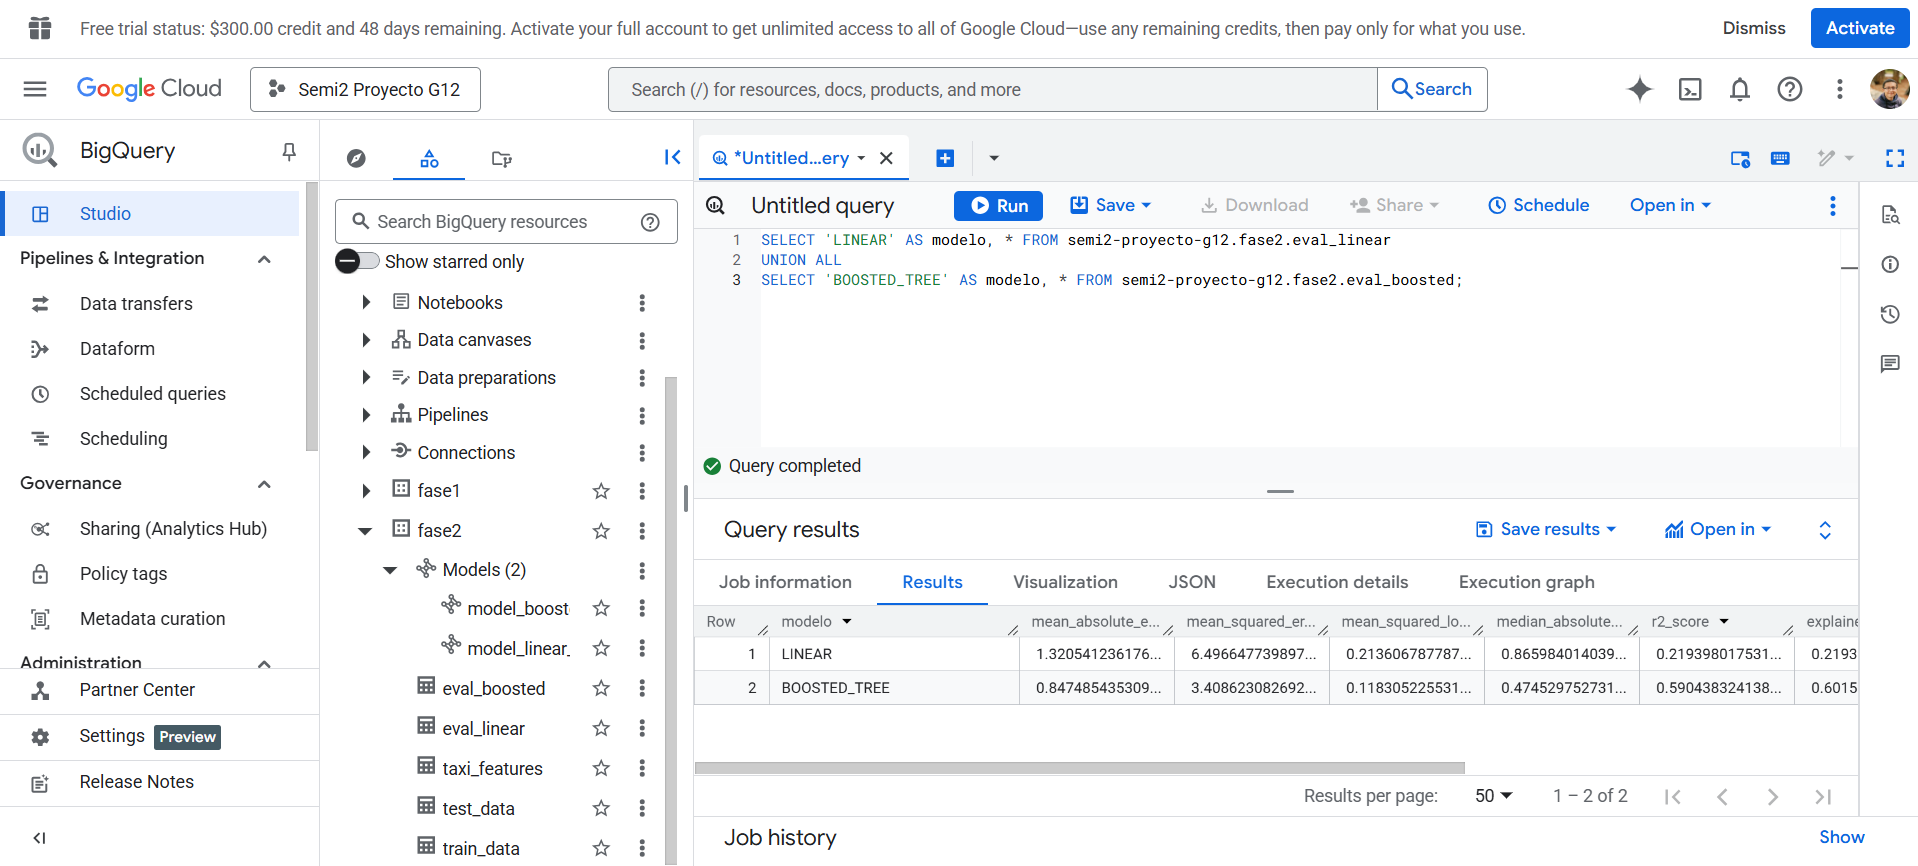 Free trial status: $300.00 credit and 48 days remaining. Activate your full account to get unlimited access to all of Google Cloud—use any remaining credits, then pay only for what you use.
Dismiss
Activate
Google Cloud
Semi2 Proyecto G12
Search (/) for resources, docs, products, and more
Search
BigQuery
Studio
Pipelines & Integration
Data transfers
Dataform
Scheduled queries
Scheduling
Governance
Sharing (Analytics Hub)
Policy tags
Metadata curation
Administration
Partner Center
Settings Preview
Release Notes
Search BigQuery resources
Show starred only
Notebooks
Data canvases
Data preparations
Pipelines
Connections
fase1
fase2
Models (2)
model_boost
model_linear_
eval_boosted
eval_linear
taxi_features
test_data
train_data
*Untitled...ery
Untitled query
Run
Save
Download
Share
Schedule
Open in
1 SELECT 'LINEAR' AS modelo, * FROM semi2-proyecto-g12.fase2.eval_linear
2 UNION ALL
3 SELECT 'BOOSTED_TREE' AS modelo, * FROM semi2-proyecto-g12.fase2.eval_boosted;
Query completed
Query results
Save results
Open in
Job information Results Visualization JSON Execution details Execution graph
Row modelo mean_absolute_e... mean_squared_er... mean_squared_lo... median_absolute... r2_score explaine
1 LINEAR 1.320541236176... 6.496647739897... 0.213606787787... 0.865984014039... 0.219398017531... 0.2193
2 BOOSTED_TREE 0.847485435309... 3.408623082692... 0.118305225531... 0.474529752731... 0.590438324138... 0.6015
Results per page: 50 1 – 2 of 2
Job history
Show